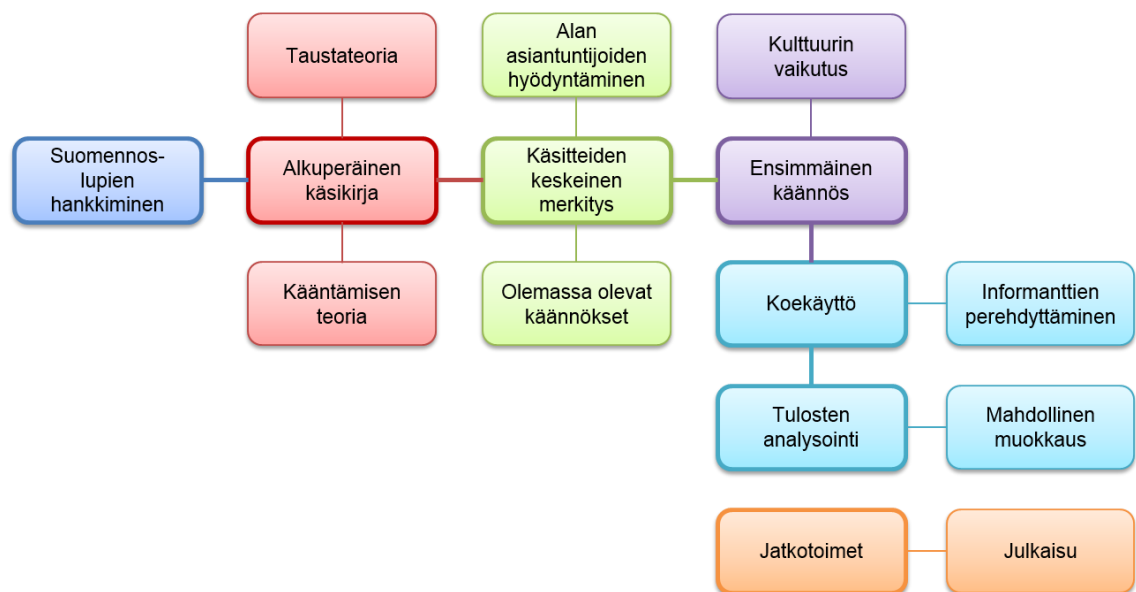 Taustateoria
Alan
asiantuntijoiden
hyödyntäminen
Kulttuurin
vaikutus
Suomennos-
lupien
hankkiminen
Alkuperäinen
käsikirja
Käsitteiden
keskeinen
merkitys
Ensimmäinen
käännös
Kääntämisen
teoria
Olemassa olevat
käännökset
Koekäyttö
Informanttien
perehdyttäminen
Tulosten
analysointi
Mahdollinen
muokkaus
Jatkotoimet
Julkaisu